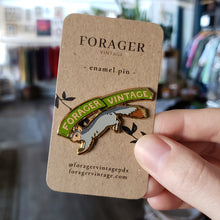 FORAGER
VINTAGE
- enamel pin -
FORAGER VINTAGE
@foragervintagepdx
foragervintage.com